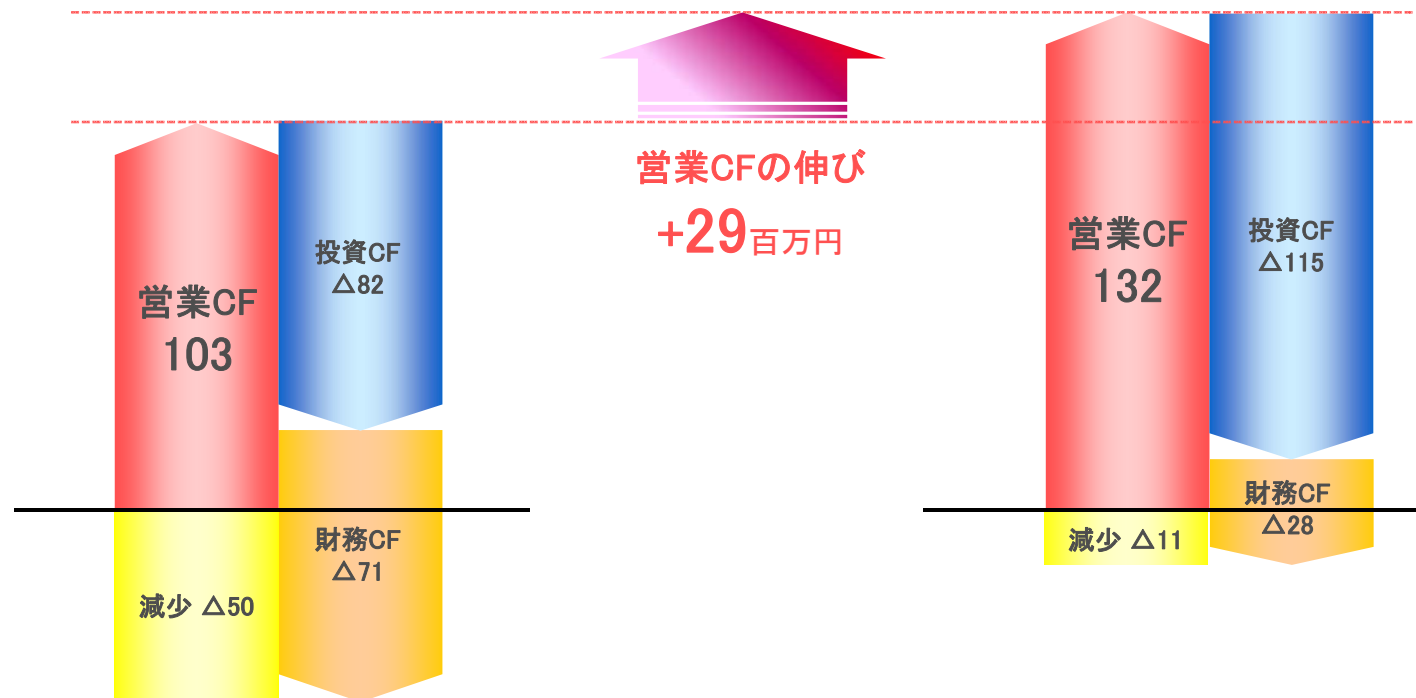 営業CF
103
投資CF
△82
財務CF
△71
減少 △50
営業CFの伸び
+29百万円
営業CF
132
投資CF
△115
財務CF
△28
減少 △11